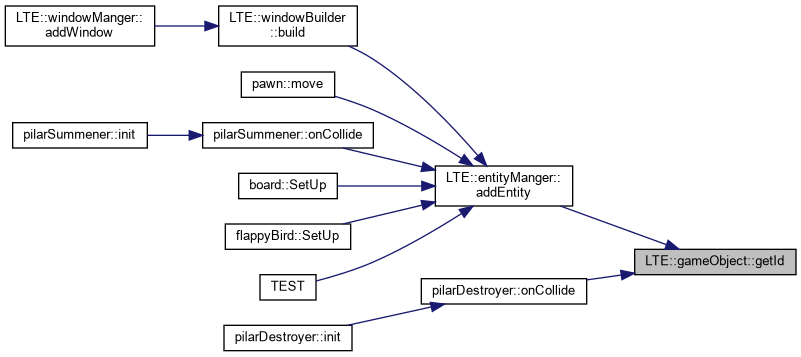 LTE::windowManger::
addWindow
LTE::windowBuilder
::build
pawn::move
pilarSummener::init
pilarSummener::onCollide
LTE::entityManger::
addEntity
board::SetUp
flappyBird::SetUp
LTE::gameObject::getId
TEST
pilarDestroyer::onCollide
pilarDestroyer::init